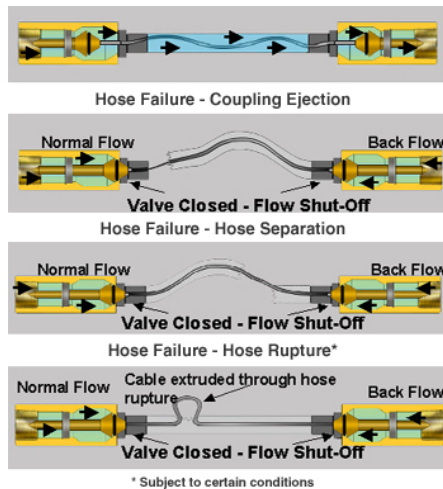 Hose Failure - Coupling Ejection
Normal Flow
Back Flow
Valve Closed - Flow Shut-Off
Hose Failure - Hose Separation
Normal Flow
Back Flow
Valve Closed - Flow Shut-Off
Hose Failure - Hose Rupture*
Normal Flow
Cable extruded through hose
rupture
Back Flow
Valve Closed - Flow Shut-Off
* Subject to certain conditions